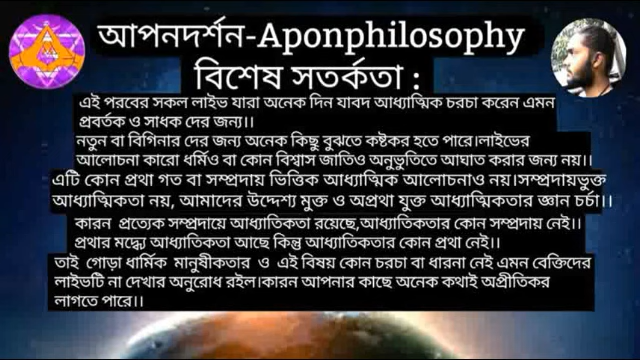 আপনদর্শন-Aponphilosophy
বিশেষ সতর্কতা :
এই পরবের সকল লাইভ যারা অনেক দিন যাবদ আধ্যাত্মিক চরচা করেন এমন
প্রবর্তক ও সাধক দের জন্য।।
নতুন বা বিগিনার দের জন্য অনেক কিছু বুঝতে কষ্টকর হতে পারে।লাইভের
আলোচনা কারো ধর্মিও বা কোন বিশ্বাস জাতিও অনুভুতিতে আঘাত করার জন্য নয়।।
এটি কোন প্রথা গত বা সম্প্রদায় ভিত্তিক আধ্যাত্মিক আলোচনাও নয়।সম্প্রদায়ভুক্ত
আধ্যাত্মিকতা নয়, আমাদের উদ্দেশ্য মুক্ত ও অপ্রথা যুক্ত আধ্যাত্মিকতার জ্ঞান চর্চা।।
কারন প্রত্যেক সম্প্রদায়ে আধ্যাতিকতা রয়েছে,আধ্যাতিকতার কোন সম্প্রদায় নেই।।
প্রথার মদ্ধ্যে আধ্যাতিকতা আছে কিন্তু আধ্যাতিকতার কোন প্রথা নেই।।
তাই গোড়া ধার্মিক মানুষীকতার ও এই বিষয় কোন চরচা বা ধারনা নেই এমন বেক্তিদের
লাইভটি না দেখার অনুরোধ রইল।কারন আপনার কাছে অনেক কথাই অপ্রীতিকর
লাগতে পারে।।